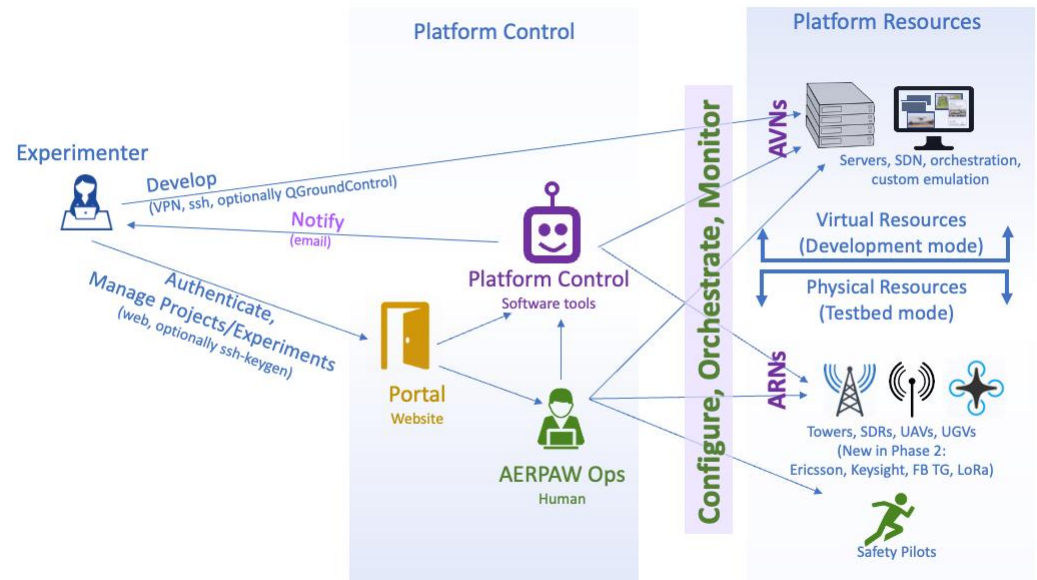 Platform Control
Platform Resources
Experimenter
Develop
(VPN, ssh, optionally QGroundControl)
Notify
(email)
Authenticate,
Manage Projects/Experiments
(web, optionally ssh-keygen)
Platform Control
Software tools
Portal
Website
AERPAW Ops
Human
Configure, Orchestrate, Monitor
AVNs
Servers, SDN, orchestration,
custom emulation
Virtual Resources
(Development mode)
Physical Resources
(Testbed mode)
ARNs
Towers, SDRs, UAVs, UGVs
(New in Phase 2:
Ericsson, Keysight, FB TG, LoRa)
Safety Pilots